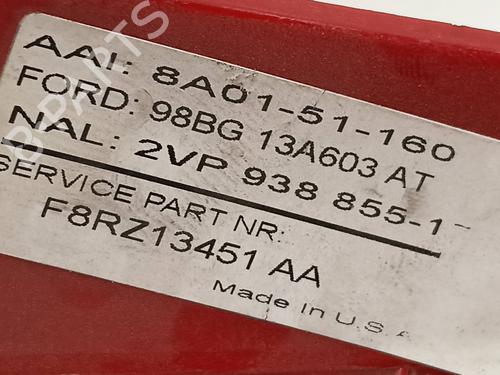 AAI: 8A01-51-160
FORD: 98BG 13A603 AT
NAL: 2VP 938 855-1
SERVICE PART NR:
F8RZ13451 AA
Made in U.S.A